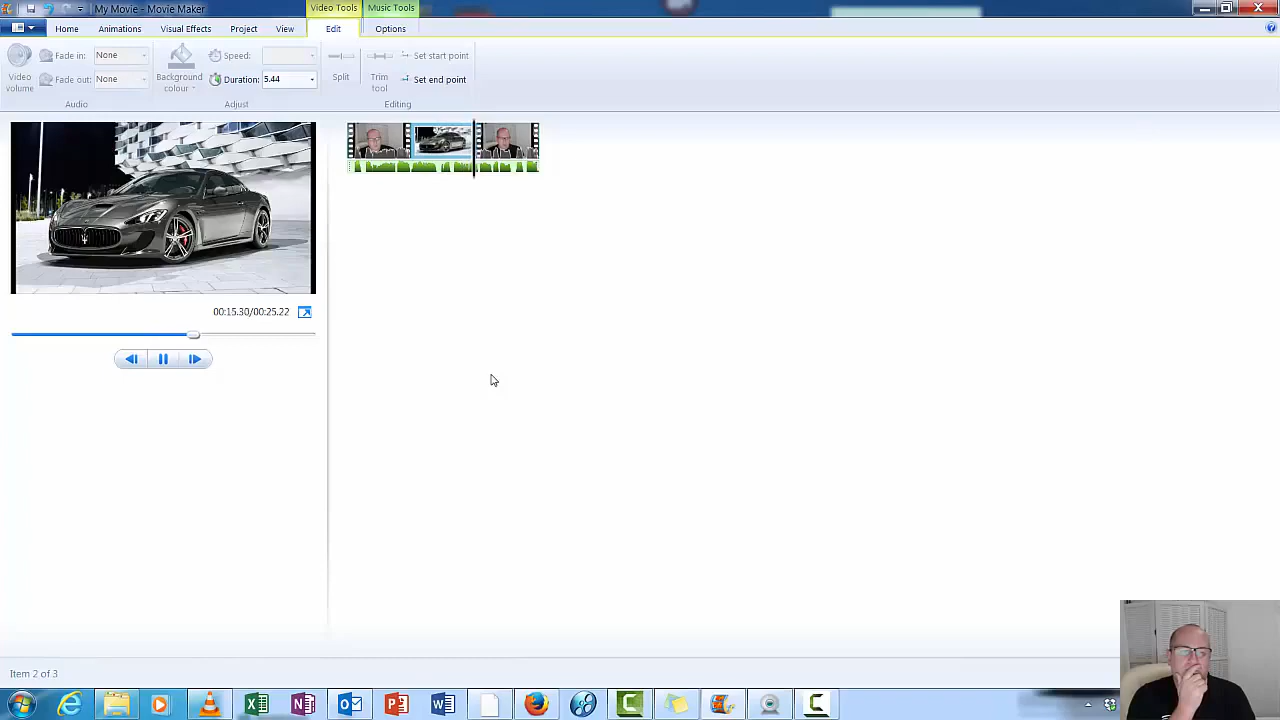 My Movie - Movie Maker
Video Tools
Music Tools
Home
Animations
Visual Effects
Project
View
Edit
Options
Video volume
Fade in:
None
Fade out:
None
Audio
Background colour
Speed:
Duration:
5.44
Adjust
Split
Trim tool
Set start point
Set end point
Editing
00:15.30/00:25.22
Item 2 of 3